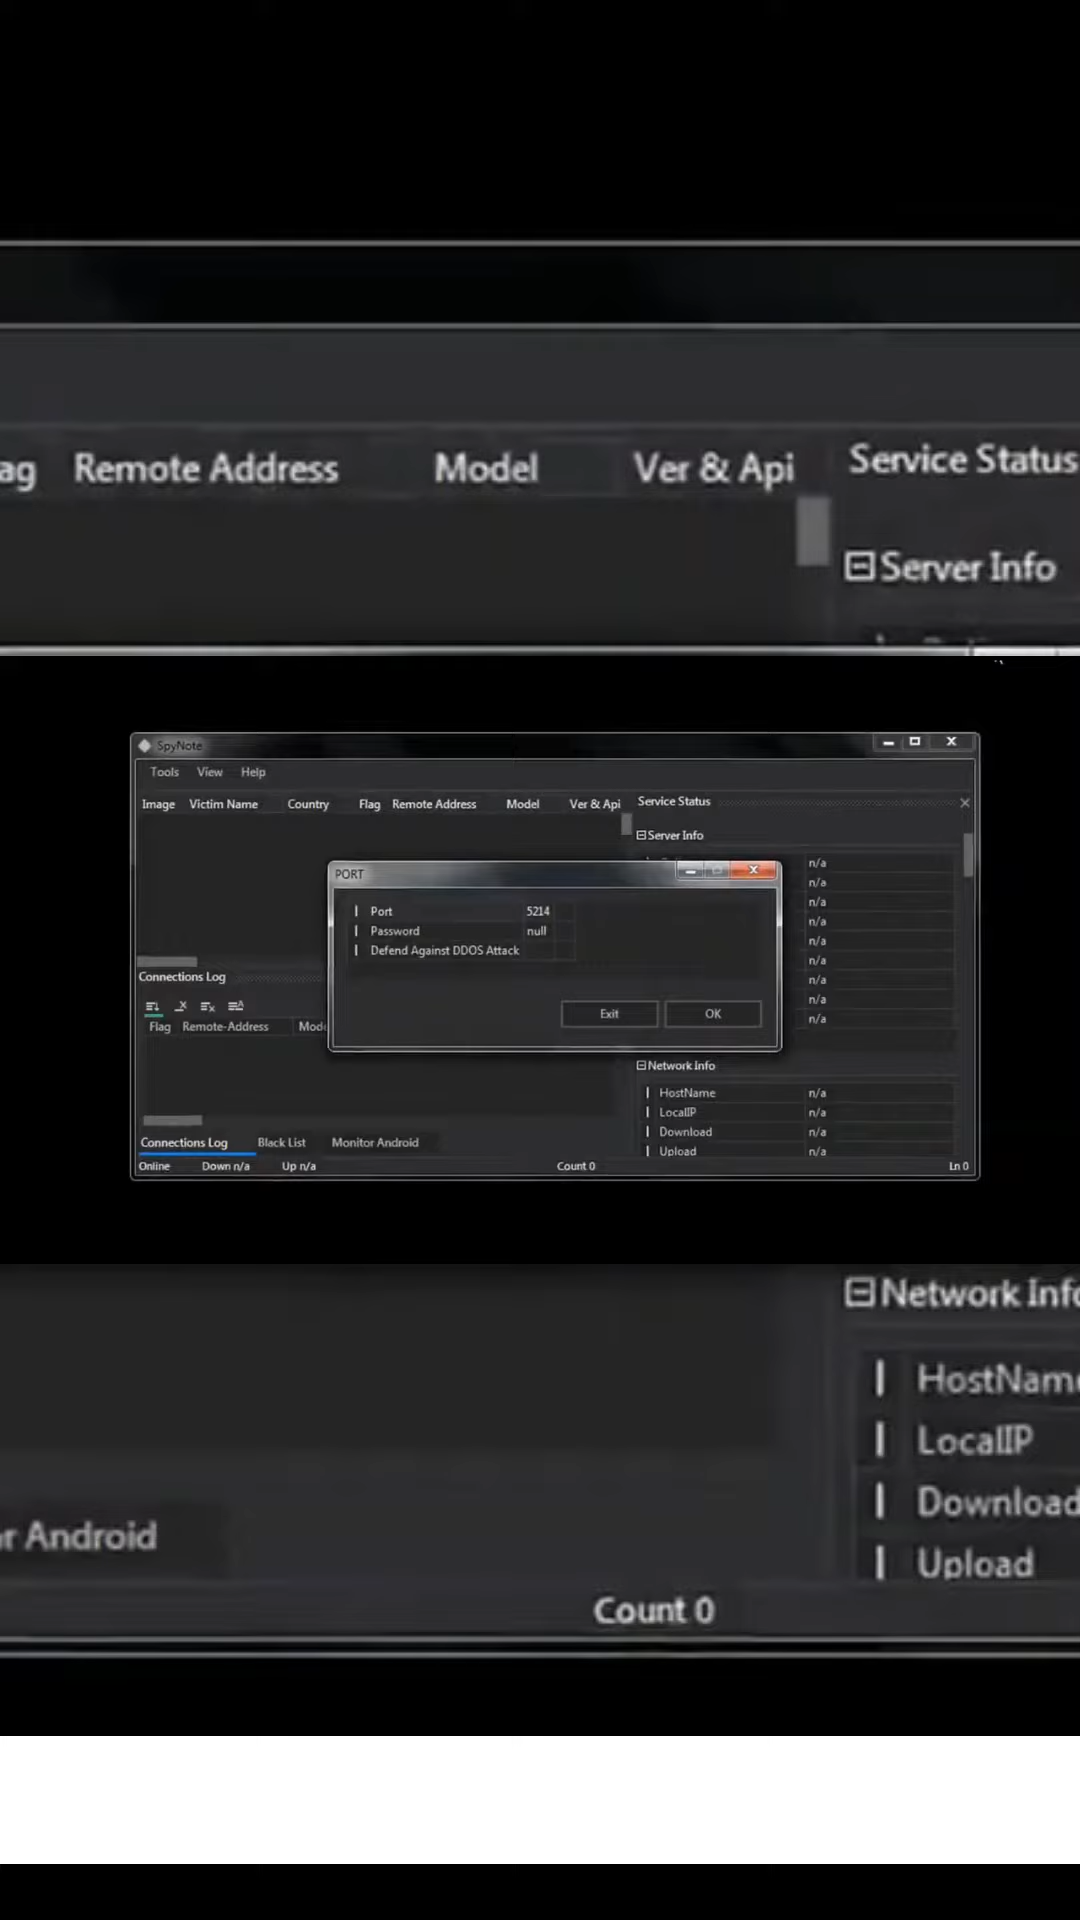 ag Remote Address Model Ver & Api Service Status
Server Info
SpyNote
Tools View Help
Image Victim Name Country Flag Remote Address Model Ver & Api Service Status
Server Info
PORT
n/a
n/a
Port 5214
n/a
n/a
Password null
n/a
Defend Against DDOS Attack
n/a
Connections Log
n/a
n/a
Exit OK
n/a
Flag Remote-Address Mod
Network Info
HostName n/a
LocalIP n/a
Download n/a
Connections Log Black List Monitor Android
Upload n/a
Online Down n/a Up n/a Count 0 Ln 0
Network Info
HostName
LocalIP
Download
r Android
Upload
Count 0